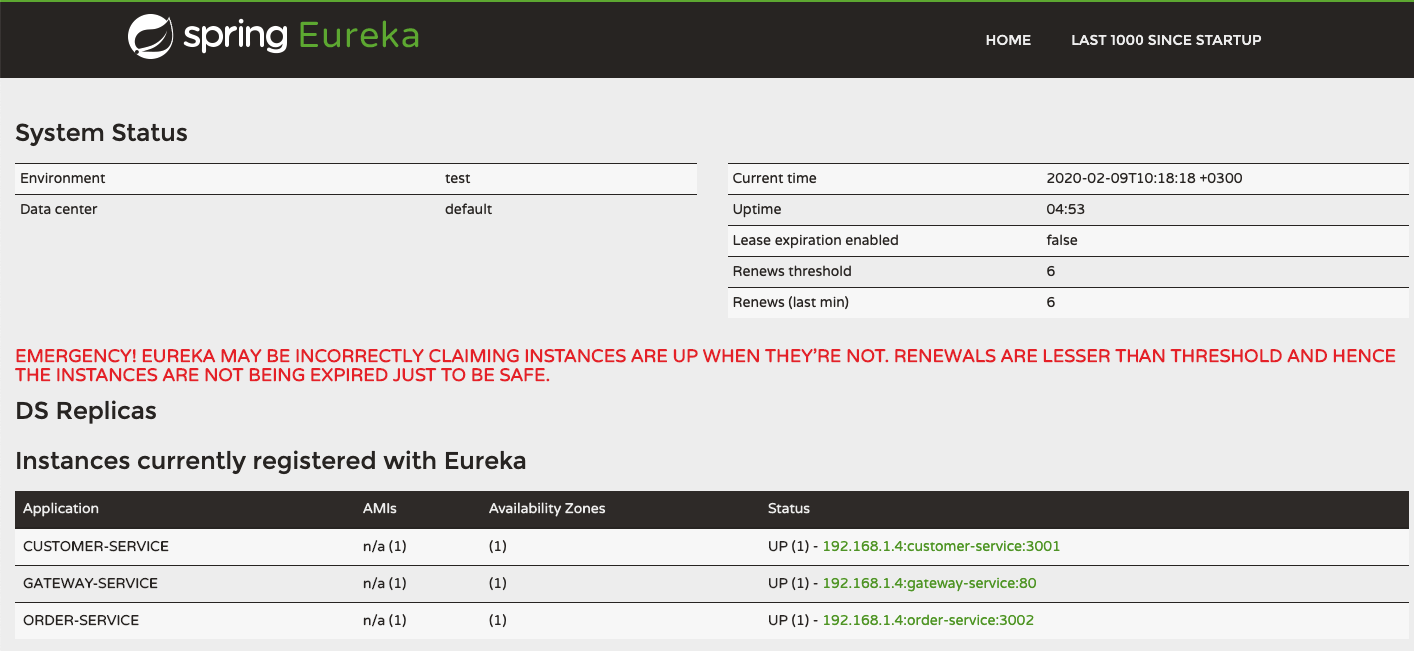 spring Eureka
HOME LAST 1000 SINCE STARTUP
System Status
Environment test
Data center default
Current time 2020-02-09T10:18:18 +0300
Uptime 04:53
Lease expiration enabled false
Renews threshold 6
Renews (last min) 6
EMERGENCY! EUREKA MAY BE INCORRECTLY CLAIMING INSTANCES ARE UP WHEN THEY'RE NOT. RENEWALS ARE LESSER THAN THRESHOLD AND HENCE
THE INSTANCES ARE NOT BEING EXPIRED JUST TO BE SAFE.
DS Replicas
Instances currently registered with Eureka
Application AMIs Availability Zones Status
CUSTOMER-SERVICE n/a (1) (1) UP (1) - 192.168.1.4:customer-service:3001
GATEWAY-SERVICE n/a (1) (1) UP (1) - 192.168.1.4:gateway-service:80
ORDER-SERVICE n/a (1) (1) UP (1) - 192.168.1.4:order-service:3002